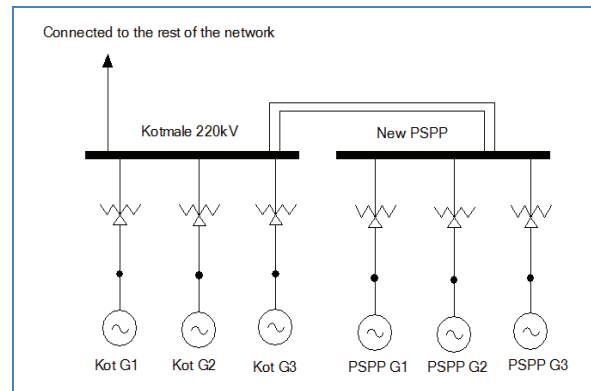 Connected to the rest of the network
Kotmale 220kV
New PSPP
Kot G1
Kot G2
Kot G3
PSPP G1
PSPP G2
PSPP G3